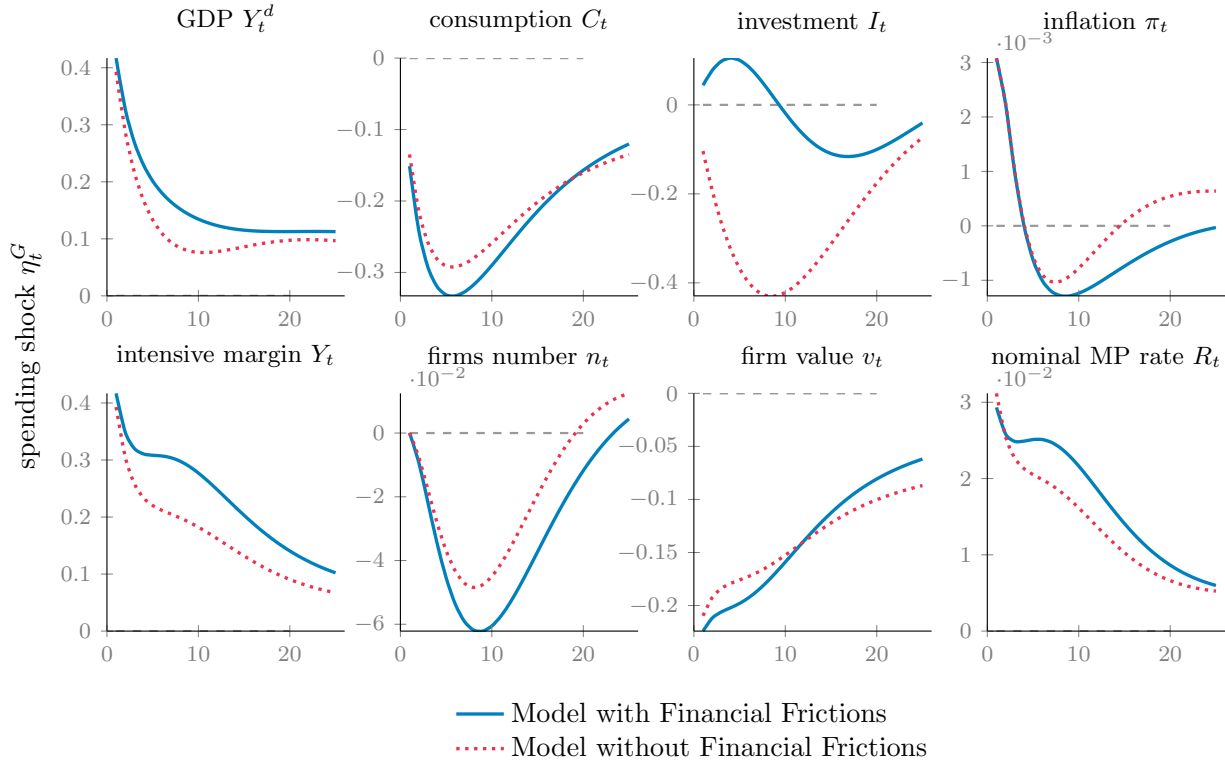 GDP Y_t^d
consumption C_t
investment I_t
inflation π_t
·10^−3
0.4
0.3
0.2
0.1
0
0 10 20
0
−0.1
−0.2
−0.3
0 10 20
0
−0.2
−0.4
0 10 20
3
2
1
0
−1
0 10 20
spending shock η_t^G
intensive margin Y_t
firms number n_t
firm value v_t
nominal MP rate R_t
·10^−2
·10^−2
0.4
0.3
0.2
0.1
0
0 10 20
0
−2
−4
−6
0 10 20
0
−0.05
−0.1
−0.15
−0.2
0 10 20
3
2
1
0
0 10 20
Model with Financial Frictions
Model without Financial Frictions